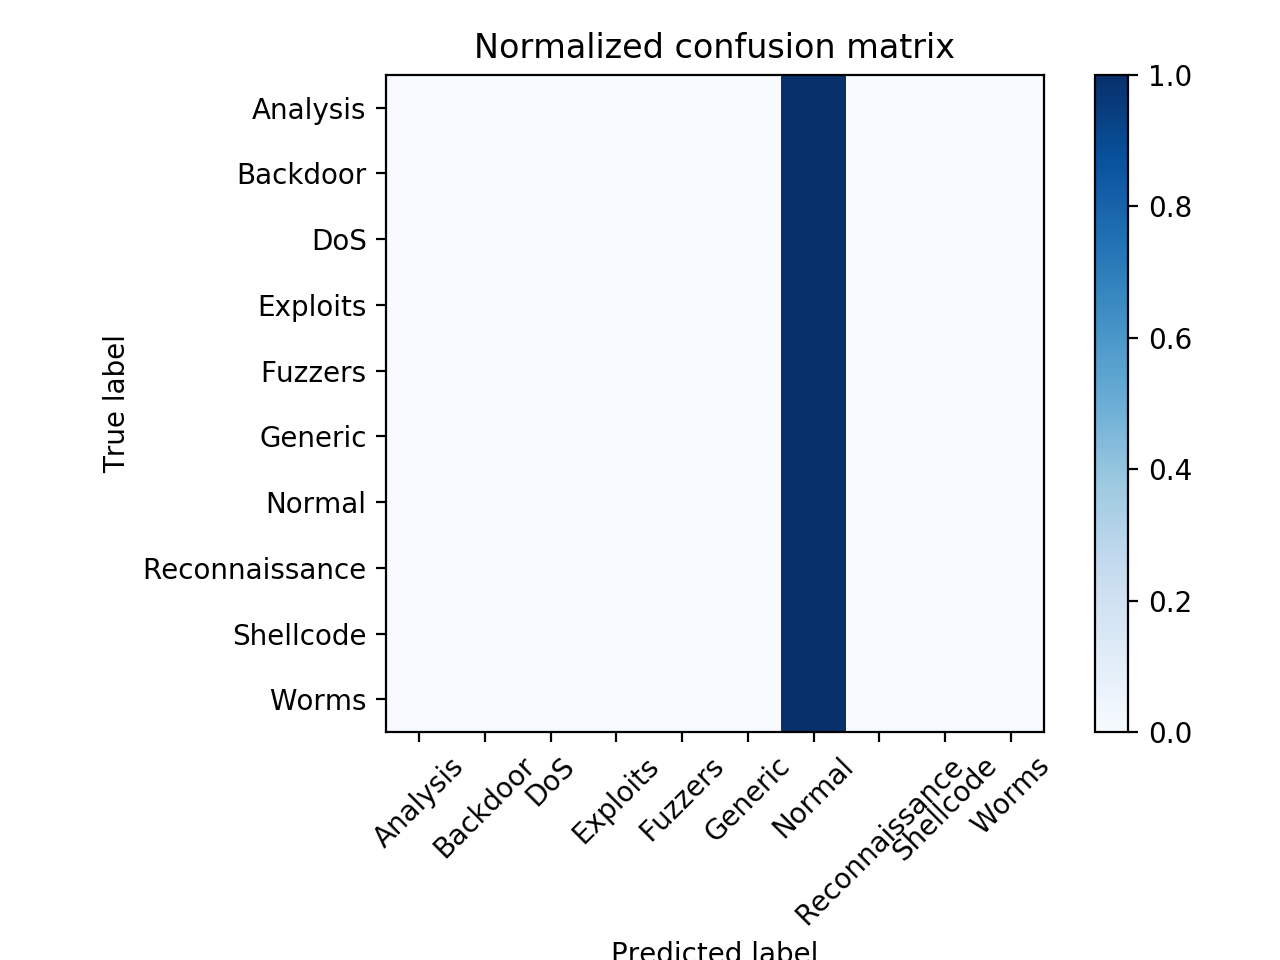 Normalized confusion matrix
True label
Analysis
Backdoor
DoS
Exploits
Fuzzers
Generic
Normal
Reconnaissance
Shellcode
Worms
1.0
0.8
0.6
0.4
0.2
0.0
Analysis
Backdoor
DoS
Exploits
Fuzzers
Generic
Normal
Reconnaissance
Shellcode
Worms
Predicted label